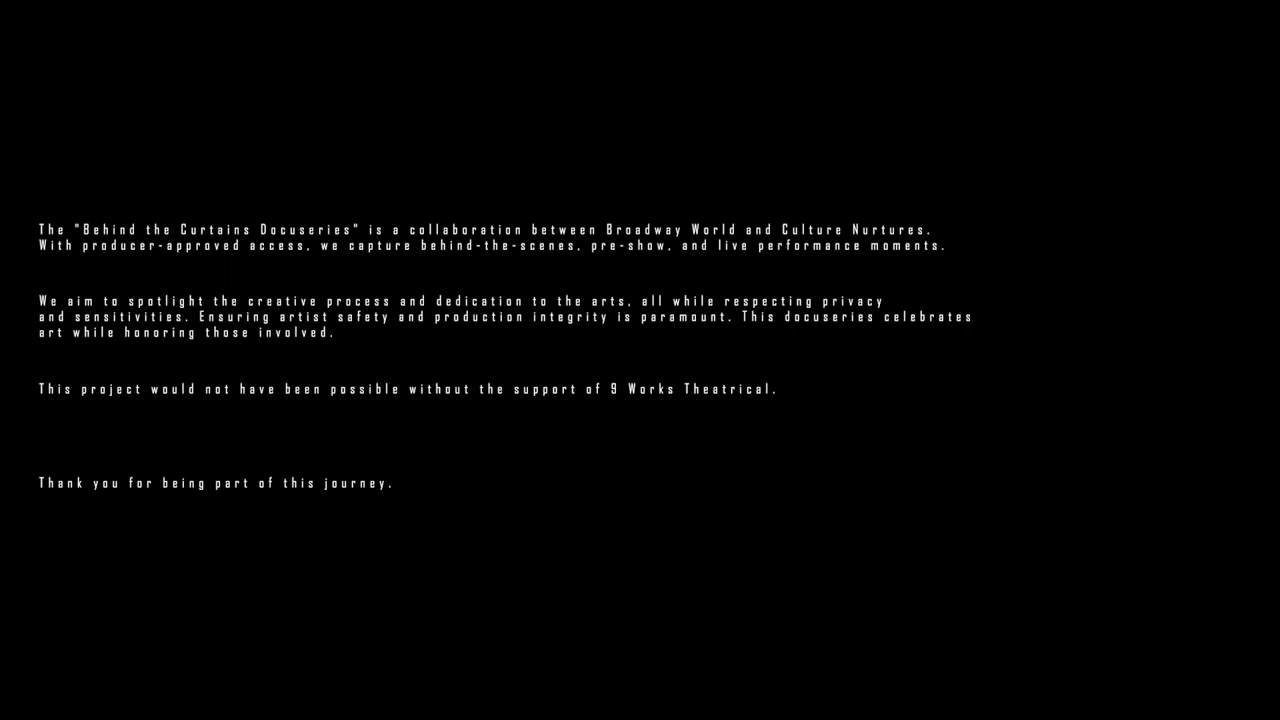 The "Behind the Curtains Docuseries" is a collaboration between Broadway World and Culture Nurtures.
With producer-approved access, we capture behind-the-scenes, pre-show, and live performance moments.
We aim to spotlight the creative process and dedication to the arts, all while respecting privacy
and sensitivities. Ensuring artist safety and production integrity is paramount. This docuseries celebrates
art while honoring those involved.
This project would not have been possible without the support of 9 Works Theatrical.
Thank you for being part of this journey.